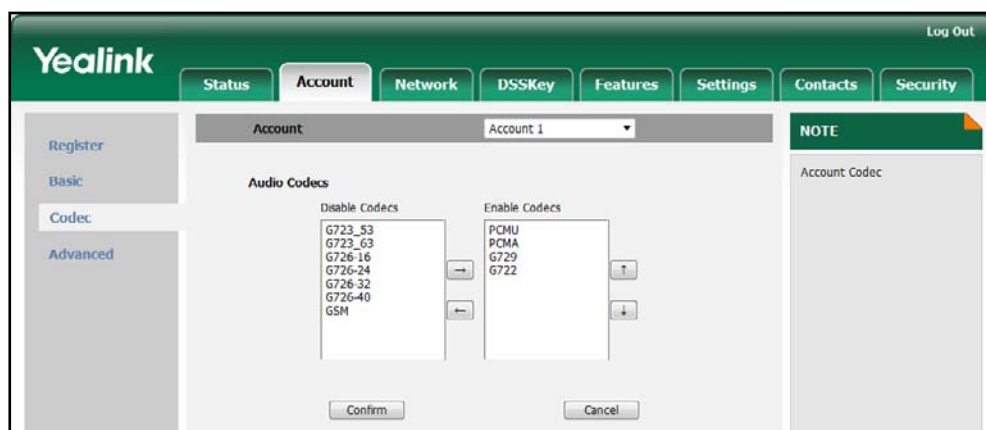 Log Out
Yealink
Status Account Network DSSKey Features Settings Contacts Security
Register
Basic
Codec
Advanced
Account Account 1
Audio Codecs
Disable Codecs Enable Codecs
G723_53
G723_63
G726-16
G726-24
G726-32
G726-40
GSM
PCMU
PCMA
G729
G722
→
←
↑
↓
Confirm Cancel
NOTE
Account Codec